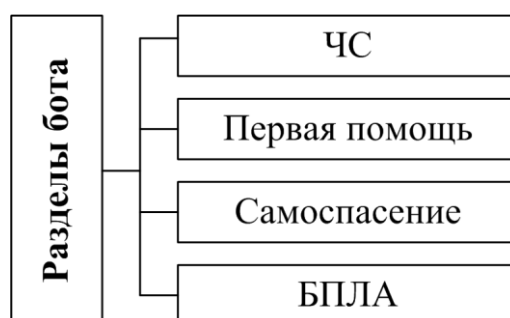 Разделы бота
ЧС
Первая помощь
Самоспасение
БПЛА